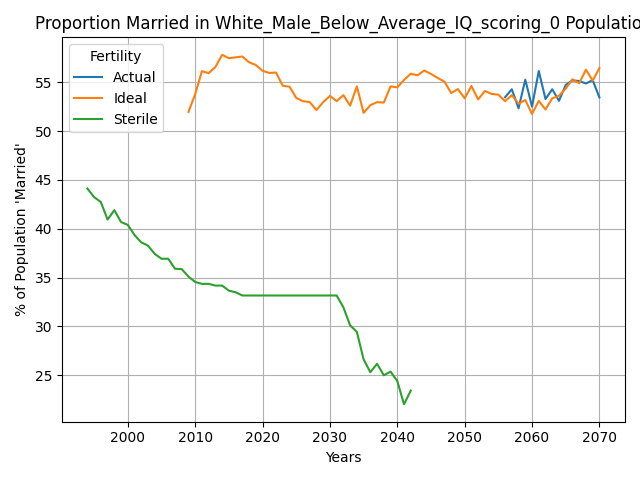 Proportion Married in White_Male_Below_Average_IQ_scoring_0 Populatio
Fertility
Actual
Ideal
Sterile
% of Population 'Married'
55
50
45
40
35
30
25
2000
2010
2020
2030
2040
2050
2060
2070
Years